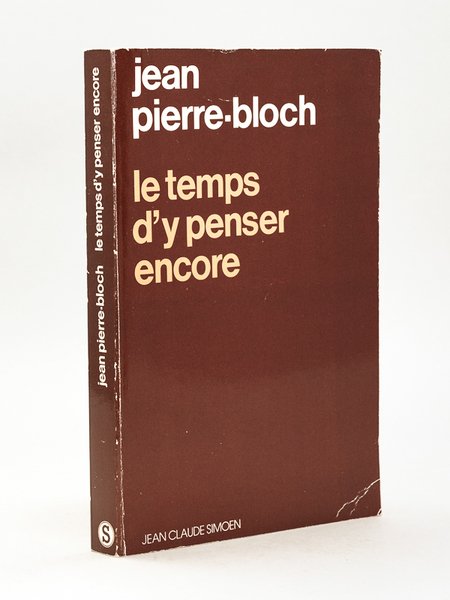 jean
pierre-bloch
le temps
d'y penser
encore
JEAN CLAUDE SIMOEN
jean pierre-bloch le temps d'y penser encore
S